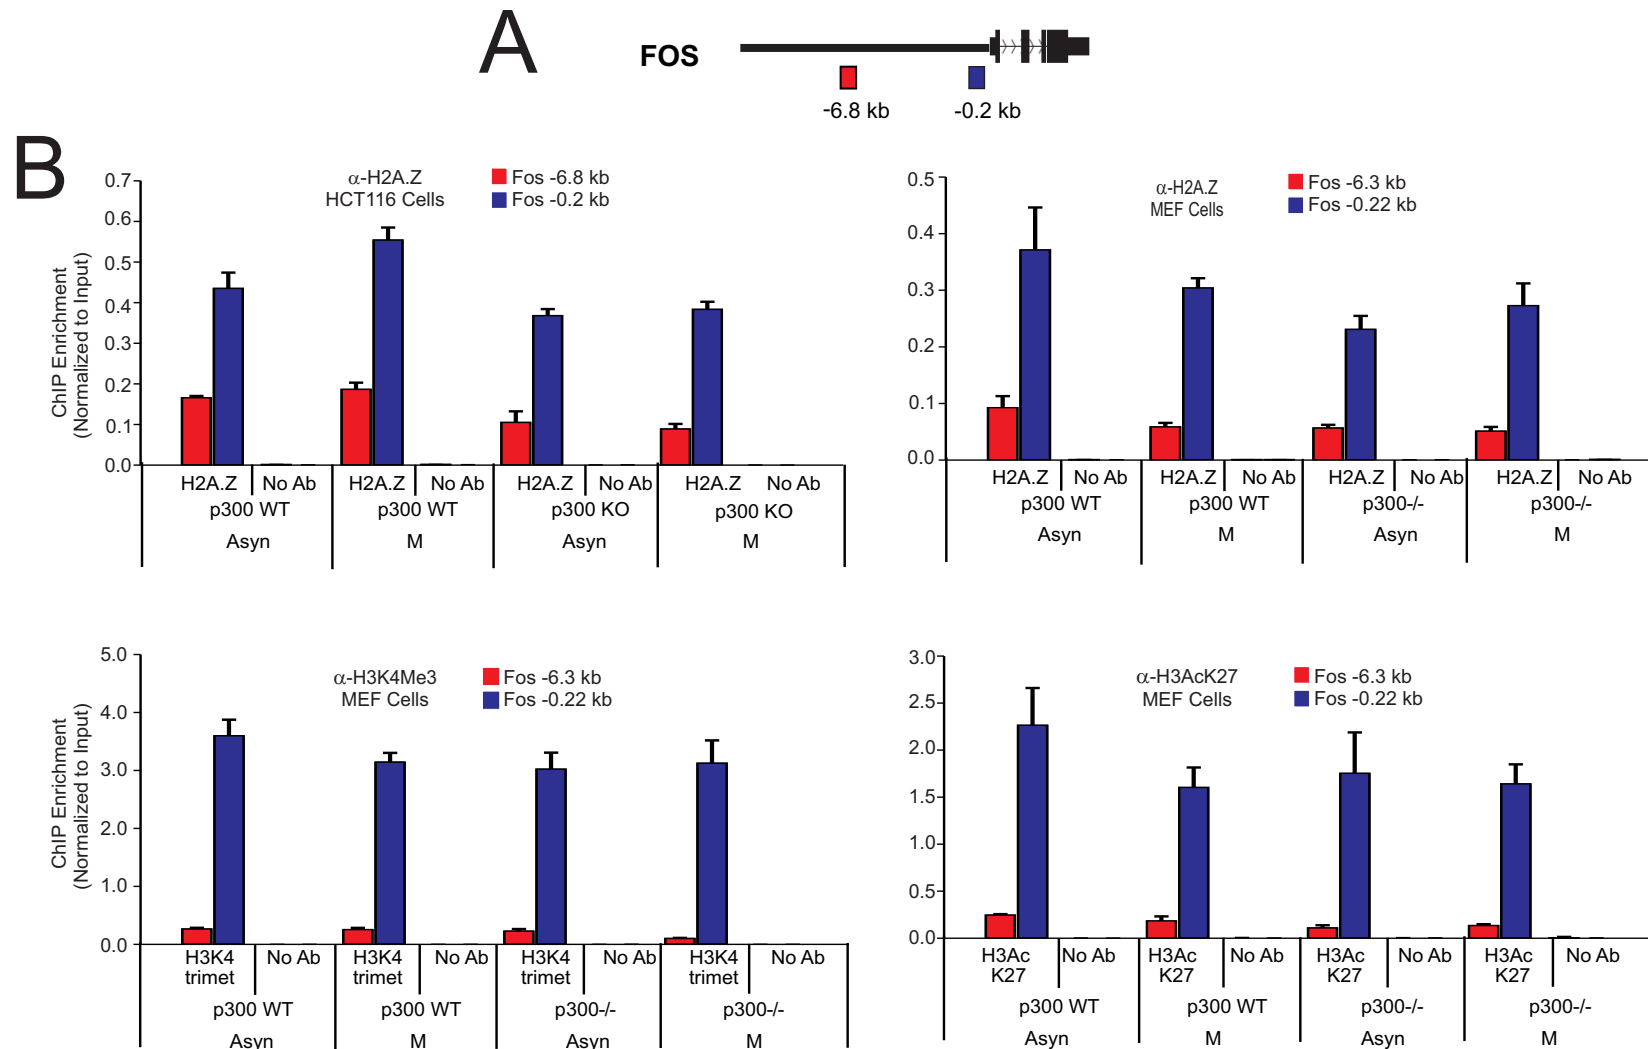 A
FOS
-6.8 kb
-0.2 kb
B
ChIP Enrichment
(Normalized to Input)
0.7
0.6
0.5
0.4
0.3
0.2
0.1
0.0
α-H2A.Z
HCT116 Cells
Fos -6.8 kb
Fos -0.2 kb
H2A.Z No Ab H2A.Z No Ab H2A.Z No Ab H2A.Z No Ab
p300 WT p300 WT p300 KO p300 KO
Asyn M Asyn M
0.5
0.4
0.3
0.2
0.1
0.0
α-H2A.Z
MEF Cells
Fos -6.3 kb
Fos -0.22 kb
H2A.Z No Ab H2A.Z No Ab H2A.Z No Ab H2A.Z No Ab
p300 WT p300 WT p300-/- p300-/-
Asyn M Asyn M
ChIP Enrichment
(Normalized to Input)
5.0
4.0
3.0
2.0
1.0
0.0
α-H3K4Me3
MEF Cells
Fos -6.3 kb
Fos -0.22 kb
H3K4 No Ab H3K4 No Ab H3K4 No Ab H3K4 No Ab
trimet trimet trimet trimet
p300 WT p300 WT p300-/- p300-/-
Asyn M Asyn M
3.0
2.5
2.0
1.5
1.0
0.5
0.0
α-H3AcK27
MEF Cells
Fos -6.3 kb
Fos -0.22 kb
H3Ac No Ab H3Ac No Ab H3Ac No Ab H3Ac No Ab
K27 K27 K27 K27
p300 WT p300 WT p300-/- p300-/-
Asyn M Asyn M